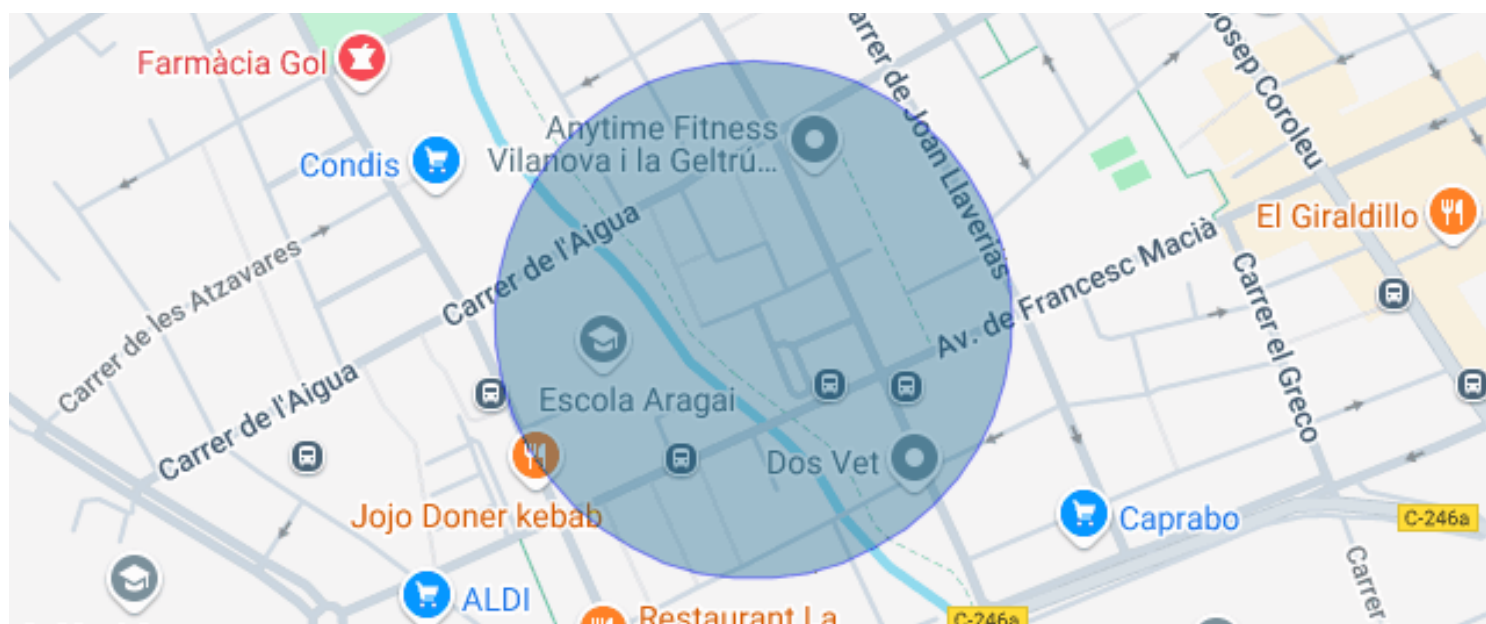 Farmàcia Gol
Condis
Anytime Fitness
Vilanova i la Geltrú...
Carrer de Joan Llaverias
Josep Coroleu
El Giraldillo
Carrer de les Atzavares
Carrer de l'Aigua
Carrer de l'Aigua
Av. de Francesc Macià
Carrer el Greco
Escola Aragai
Dos Vet
Jojo Doner kebab
Caprabo
C-246a
ALDI
Restaurant La
C-246a
Carrer